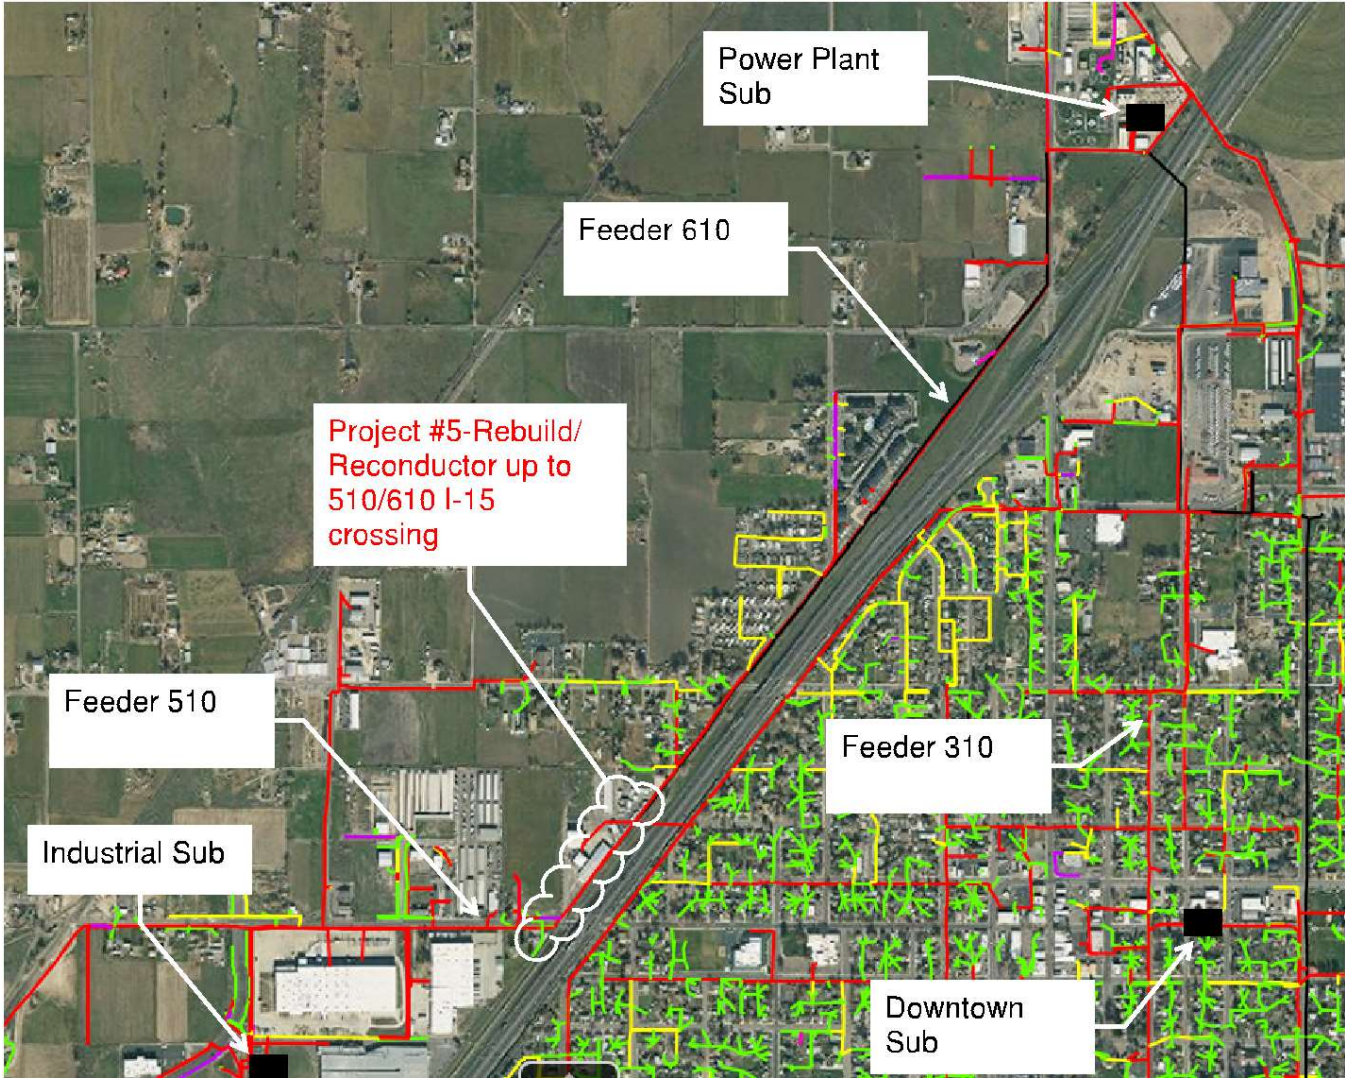 Power Plant
Sub
Feeder 610
Project #5-Rebuild/
Reconductor up to
510/610 I-15
crossing
Feeder 510
Feeder 310
Industrial Sub
Downtown
Sub